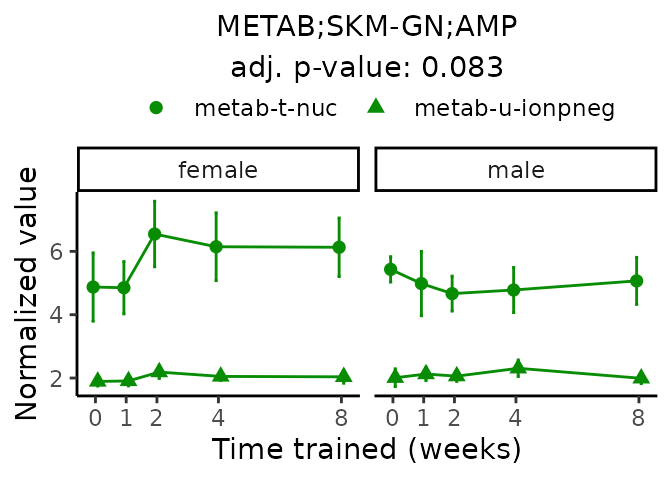 METAB;SKM-GN;AMP
adj. p-value: 0.083
metab-t-nuc metab-u-ionpneg
female male
Normalized value
6
4
2
0 1 2 4 8 0 1 2 4 8
Time trained (weeks)